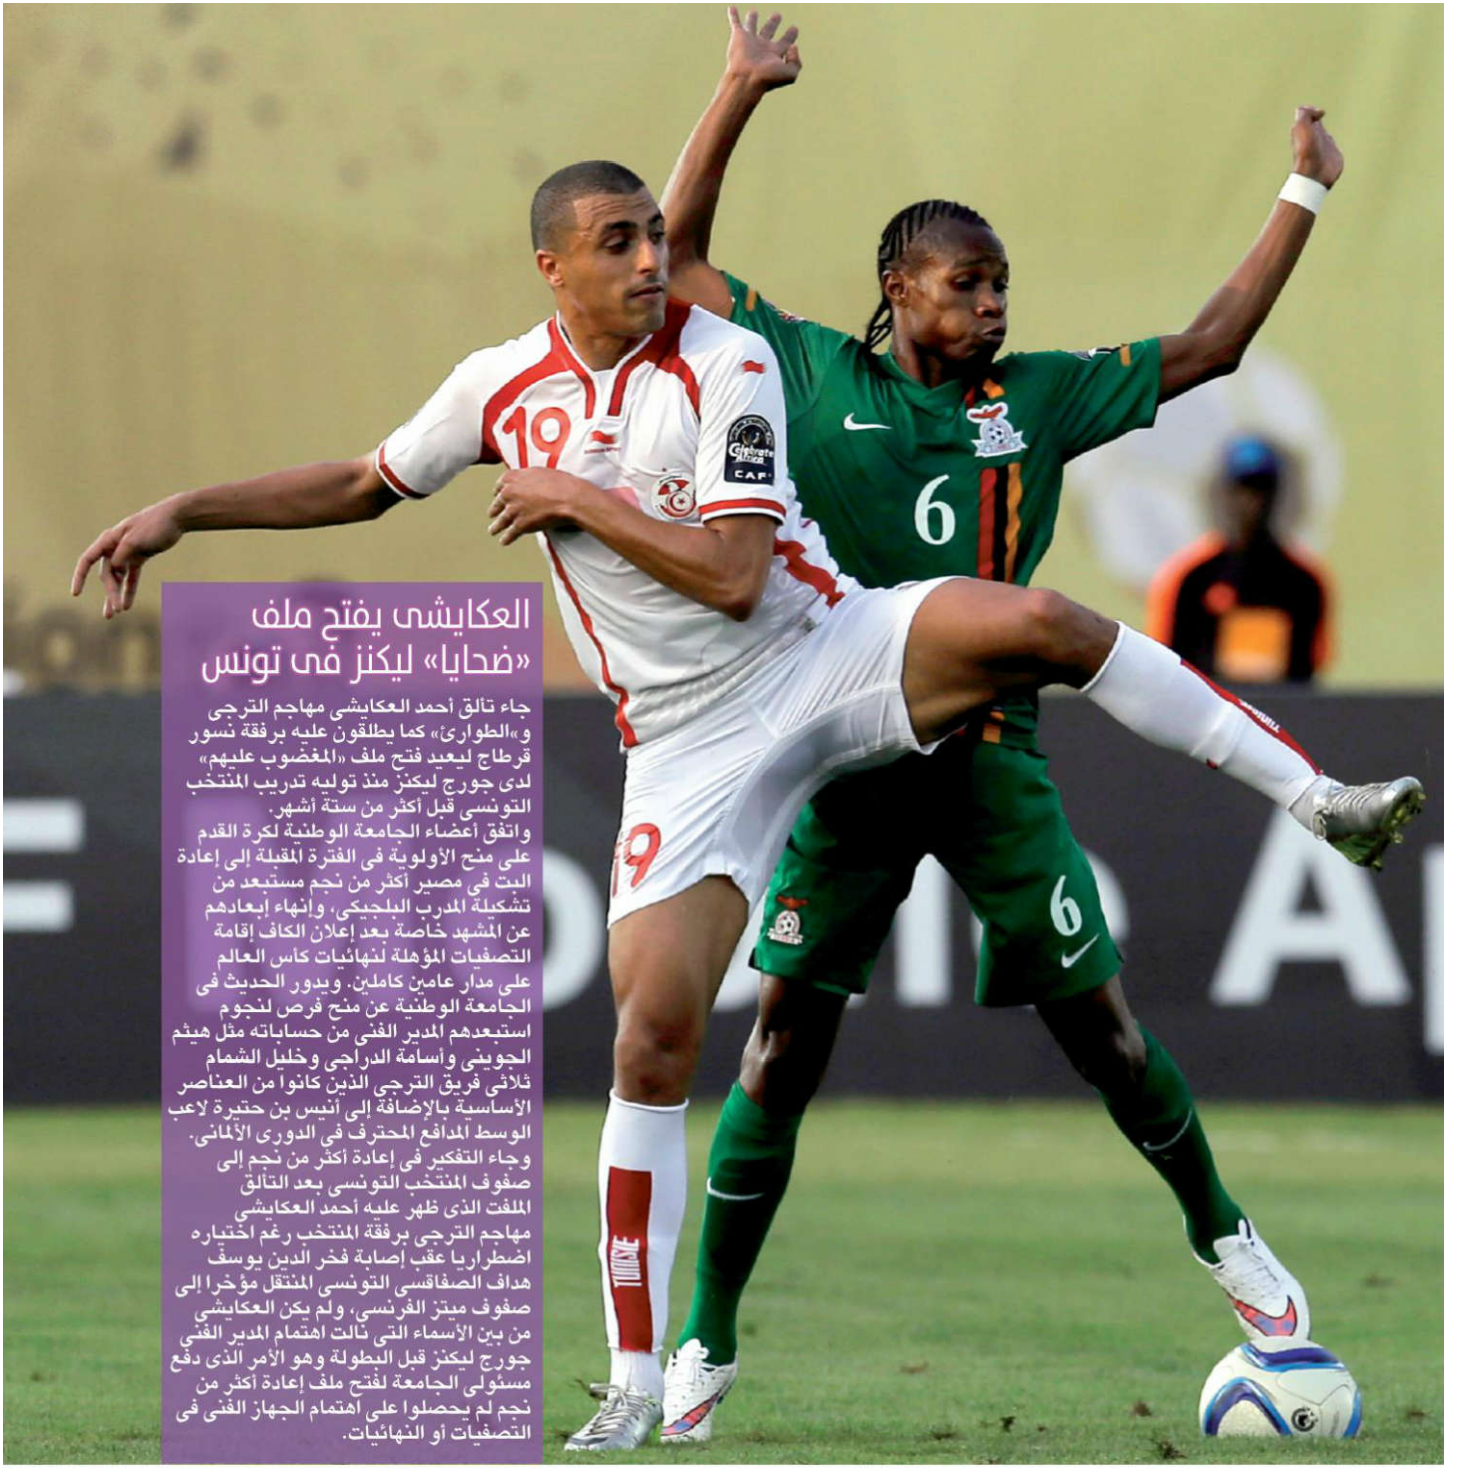 العكايشى يفتح ملف
«ضحايا» ليكنز فى تونس
جاء تألق أحمد العكايشى مهاجم الترجى
و»الطوارئ» كما يطلقون عليه برفقة نسور
قرطاج ليعيد فتح ملف «المغضوب عليهم»
لدى جورج ليكنز منذ توليه تدريب المنتخب
التونسى قبل أكثر من ستة أشهر.
واتفق أعضاء الجامعة الوطنية لكرة القدم
على منح الأولوية فى الفترة المقبلة إلى إعادة
البت فى مصير أكثر من نجم مستبعد من
تشكيلة المدرب البلجيكى، وإنهاء إبعادهم
عن المشهد خاصة بعد إعلان الكاف إقامة
التصفيات المؤهلة لنهائيات كأس العالم
على مدار عامين كاملين. ويدور الحديث فى
الجامعة الوطنية عن منح فرص لنجوم
استبعدهم المدير الفنى من حساباته مثل هيثم
الجوينى وأسامة الدراجى وخليل الشمام
ثلاثى فريق الترجى الذين كانوا من العناصر
الأساسية بالإضافة إلى أنيس بن حتيرة لاعب
الوسط المدافع المحترف فى الدورى الألمانى.
وجاء التفكير فى إعادة أكثر من نجم إلى
صفوف المنتخب التونسى بعد التألق
الملفت الذى ظهر عليه أحمد العكايشى
مهاجم الترجى برفقة المنتخب رغم اختياره
اضطراريا عقب إصابة فخر الدين يوسف
هداف الصفاقسى التونسى المنتقل مؤخرا إلى
صفوف ميتز الفرنسى، ولم يكن العكايشى
من بين الأسماء التى نالت اهتمام المدير الفنى
جورج ليكنز قبل البطولة وهو الأمر الذى دفع
مسئولى الجامعة لفتح ملف إعادة أكثر من
نجم لم يحصلوا على اهتمام الجهاز الفنى فى
التصفيات أو النهائيات.
19
Celebrate
Africa
CAF
6
19
6
TUNISIE